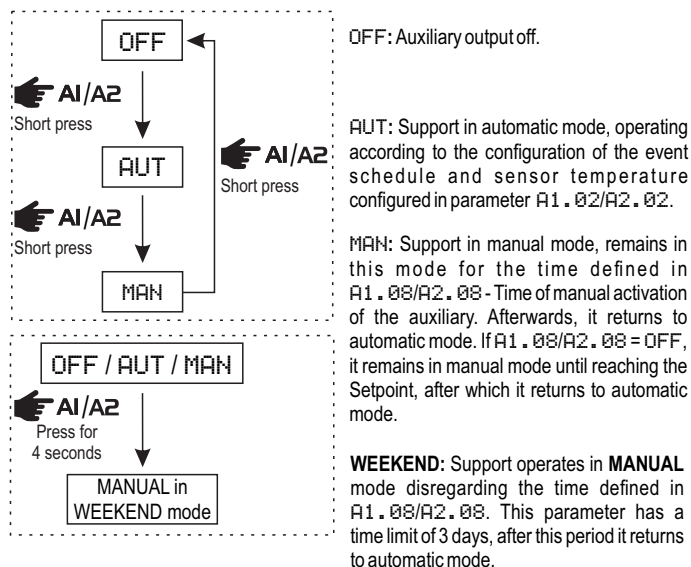 OFF
AI/A2
Short press
AUT
AI/A2
Short press
AI/A2
Short press
MAN
OFF / AUT / MAN
AI/A2
Press for
4 seconds
MANUAL in
WEEKEND mode
OFF: Auxiliary output off.
AUT: Support in automatic mode, operating
according to the configuration of the event
schedule and sensor temperature
configured in parameter A1.02/A2.02.
MAN: Support in manual mode, remains in
this mode for the time defined in
A1.08/A2.08 - Time of manual activation
of the auxiliary. Afterwards, it returns to
automatic mode. If A1.08/A2.08 = OFF,
it remains in manual mode until reaching the
Setpoint, after which it returns to automatic
mode.
WEEKEND: Support operates in MANUAL
mode disregarding the time defined in
A1.08/A2.08. This parameter has a
time limit of 3 days, after this period it returns
to automatic mode.